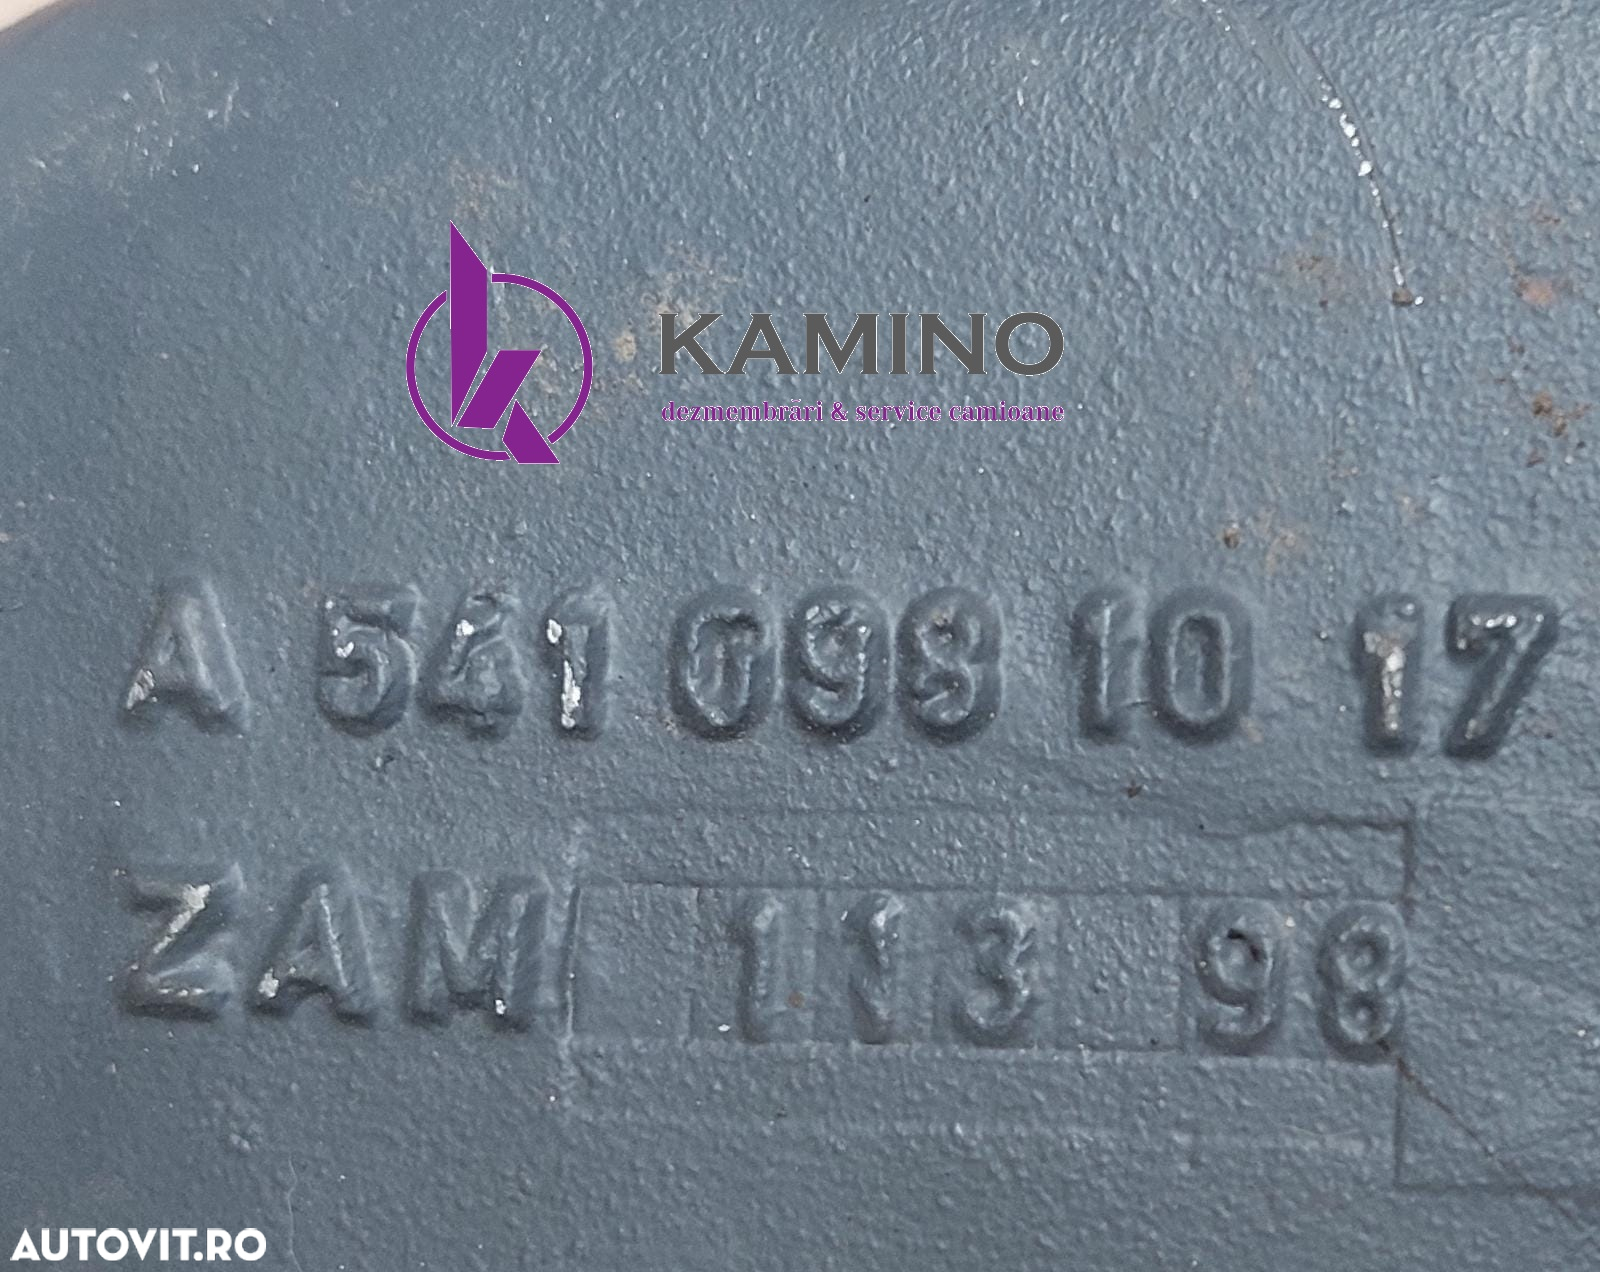 KAMINO
dezmembrări & service camioane
A 541 098 10 17
ZAM 113 98
AUTOVIT.RO